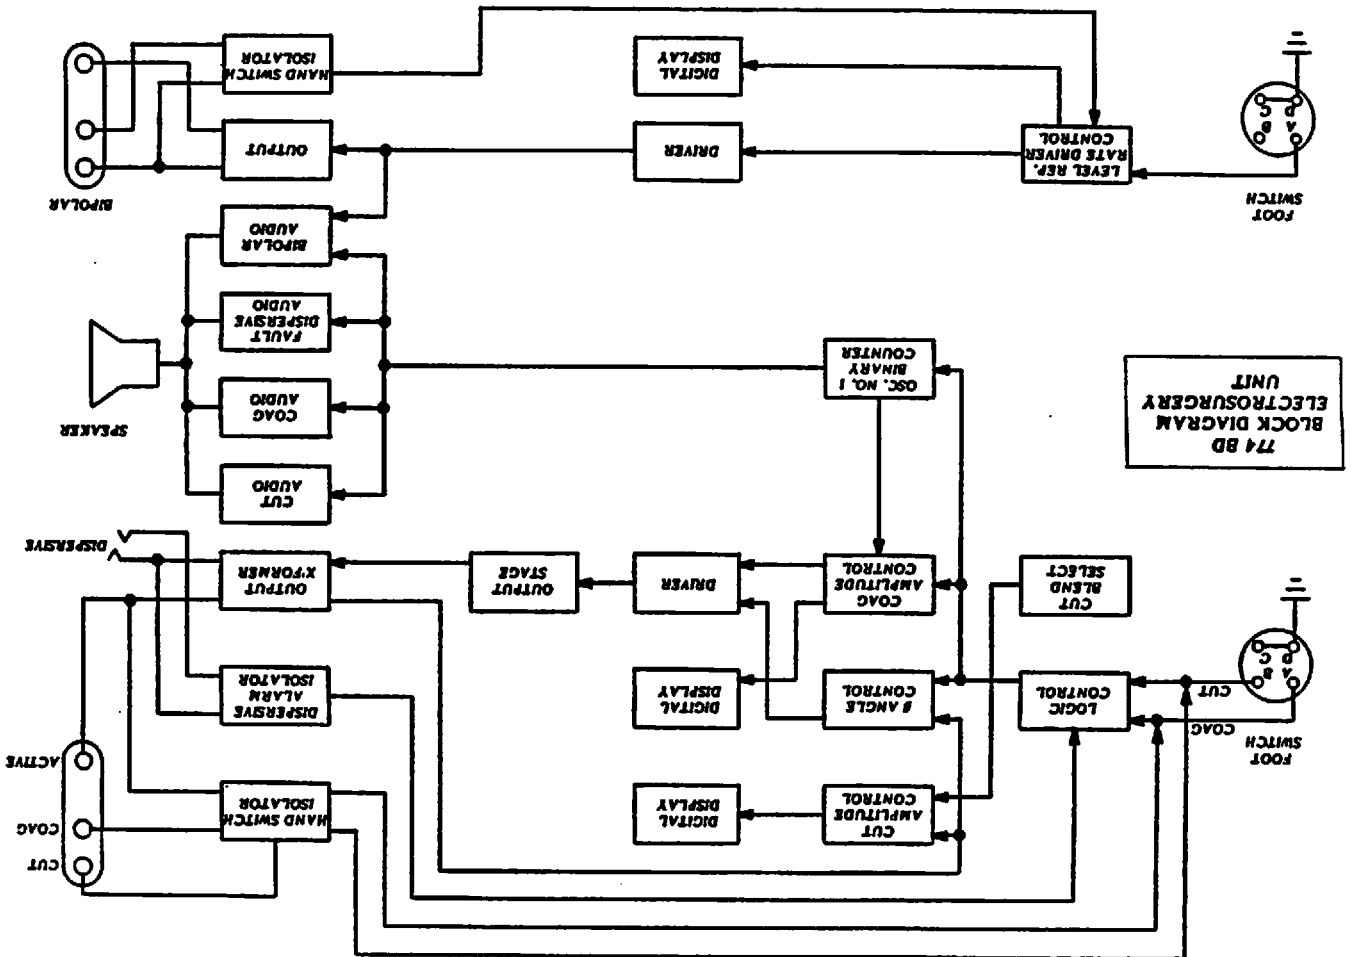 CUT
AMPLITUDE
CONTROL
DIGITAL
DISPLAY
HAND SWITCH
ISOLATOR
CUT
COAG
ACTIVE
FOOT
SWITCH
COAG
CUT
A B
D C
LOGIC
CONTROL
θ ANGLE
CONTROL
DIGITAL
DISPLAY
DISPERSIVE
ALARM
ISOLATOR
CUT
BLEND
SELECT
COAG
AMPLITUDE
CONTROL
DRIVER
OUTPUT
STAGE
OUTPUT
X'FORMER
DISPERSIVE
774 BD
BLOCK DIAGRAM
ELECTROSURGERY
UNIT
OSC. NO. 1
BINARY
COUNTER
CUT
AUDIO
COAG
AUDIO
FAULT
DISPERSIVE
AUDIO
BIPOLAR
AUDIO
SPEAKER
FOOT
SWITCH
A B
D C
LEVEL REP.
RATE DRIVER
CONTROL
DRIVER
OUTPUT
BIPOLAR
DIGITAL
DISPLAY
HAND SWITCH
ISOLATOR